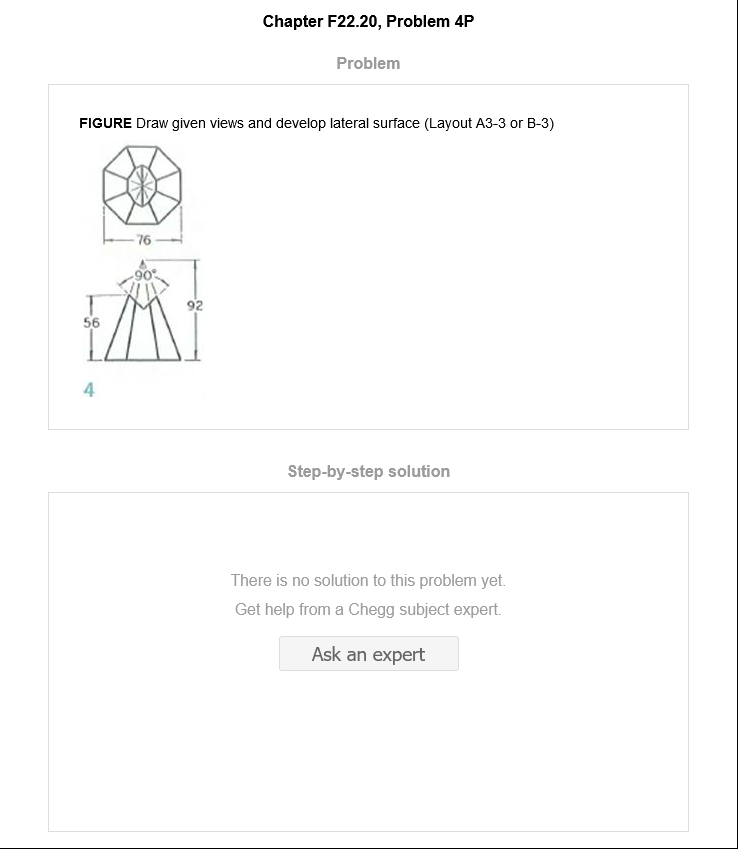 Chapter F22.20, Problem 4P
Problem
FIGURE Draw given views and develop lateral surface (Layout A3-3 or B-3)
76
90°
92
56
4
Step-by-step solution
There is no solution to this problem yet.
Get help from a Chegg subject expert.
Ask an expert